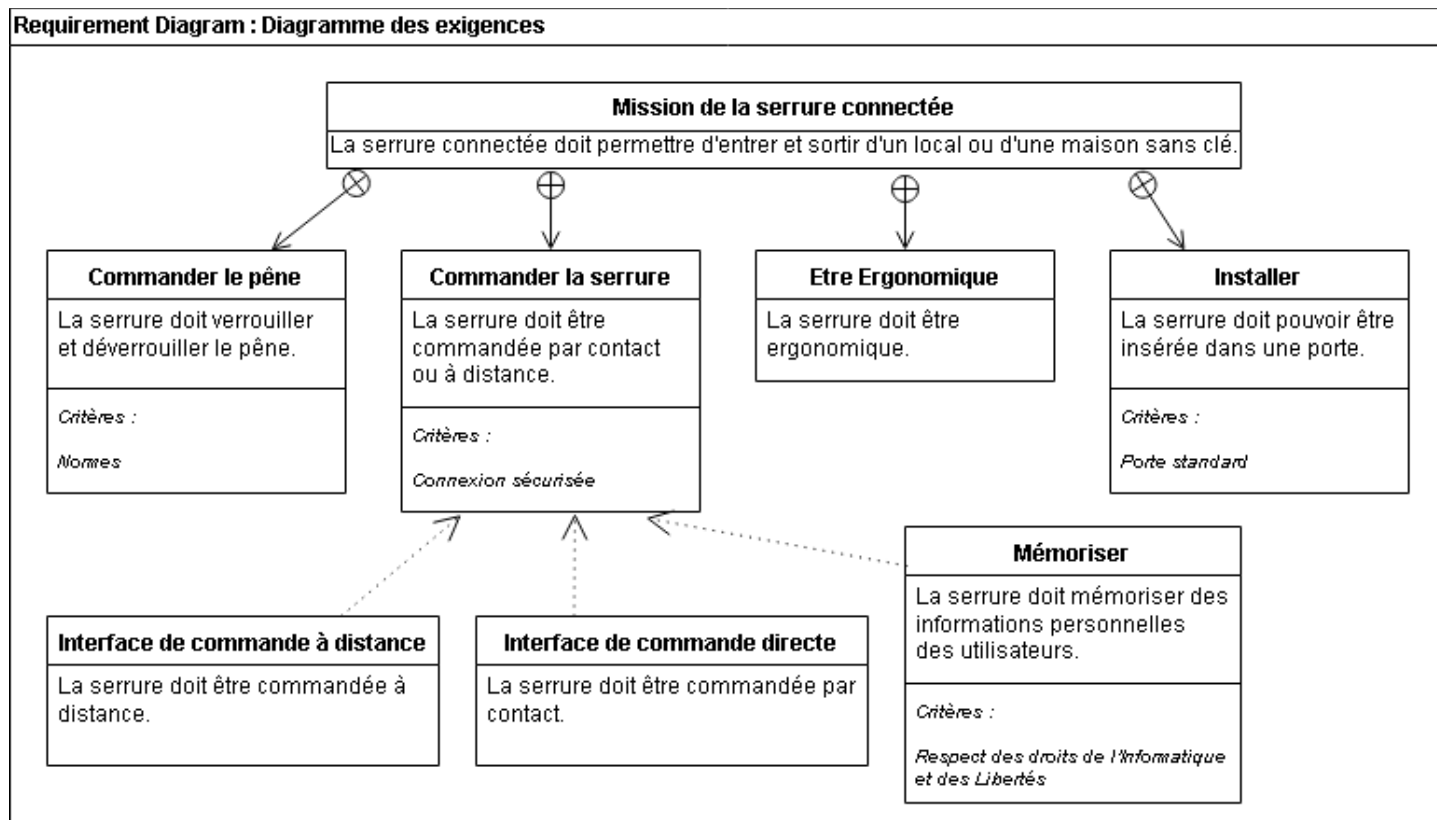 Requirement Diagram : Diagramme des exigences
Mission de la serrure connectée
La serrure connectée doit permettre d'entrer et sortir d'un local ou d'une maison sans clé.
Commander le pêne
La serrure doit verrouiller
et déverrouiller le pêne.
Critères :
Normes
Commander la serrure
La serrure doit être
commandée par contact
ou à distance.
Critères :
Connexion sécurisée
Etre Ergonomique
La serrure doit être
ergonomique.
Installer
La serrure doit pouvoir être
insérée dans une porte.
Critères :
Porte standard
Interface de commande à distance
La serrure doit être commandée à
distance.
Interface de commande directe
La serrure doit être commandée par
contact.
Mémoriser
La serrure doit mémoriser des
informations personnelles
des utilisateurs.
Critères :
Respect des droits de l'Informatique
et des Libertés